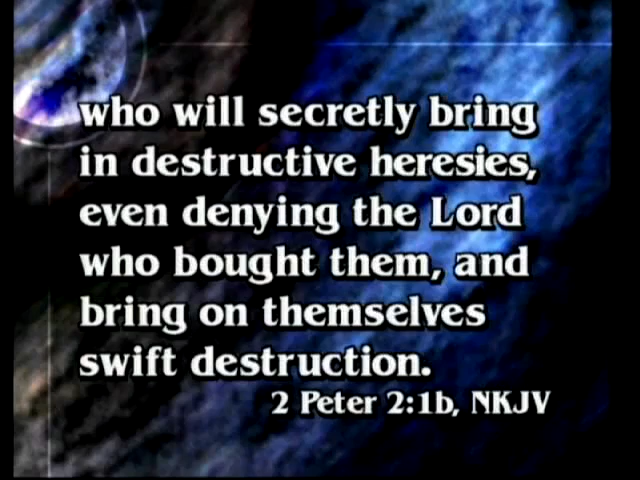 who will secretly bring
in destructive heresies,
even denying the Lord
who bought them, and
bring on themselves
swift destruction.
2 Peter 2:1b, NKJV